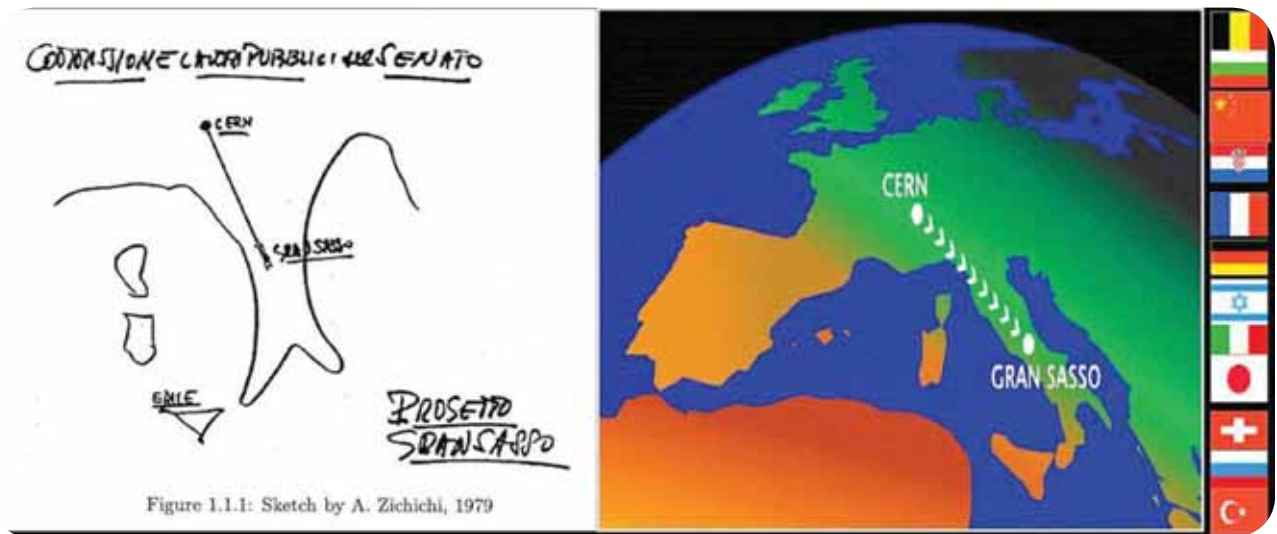 COMMISSIONE LAVORI PUBBLICI DEL SENATO
CERN
GRAN SASSO
ERICE
PROGETTO
GRAN SASSO
Figure 1.1.1: Sketch by A. Zichichi, 1979
CERN
GRAN SASSO